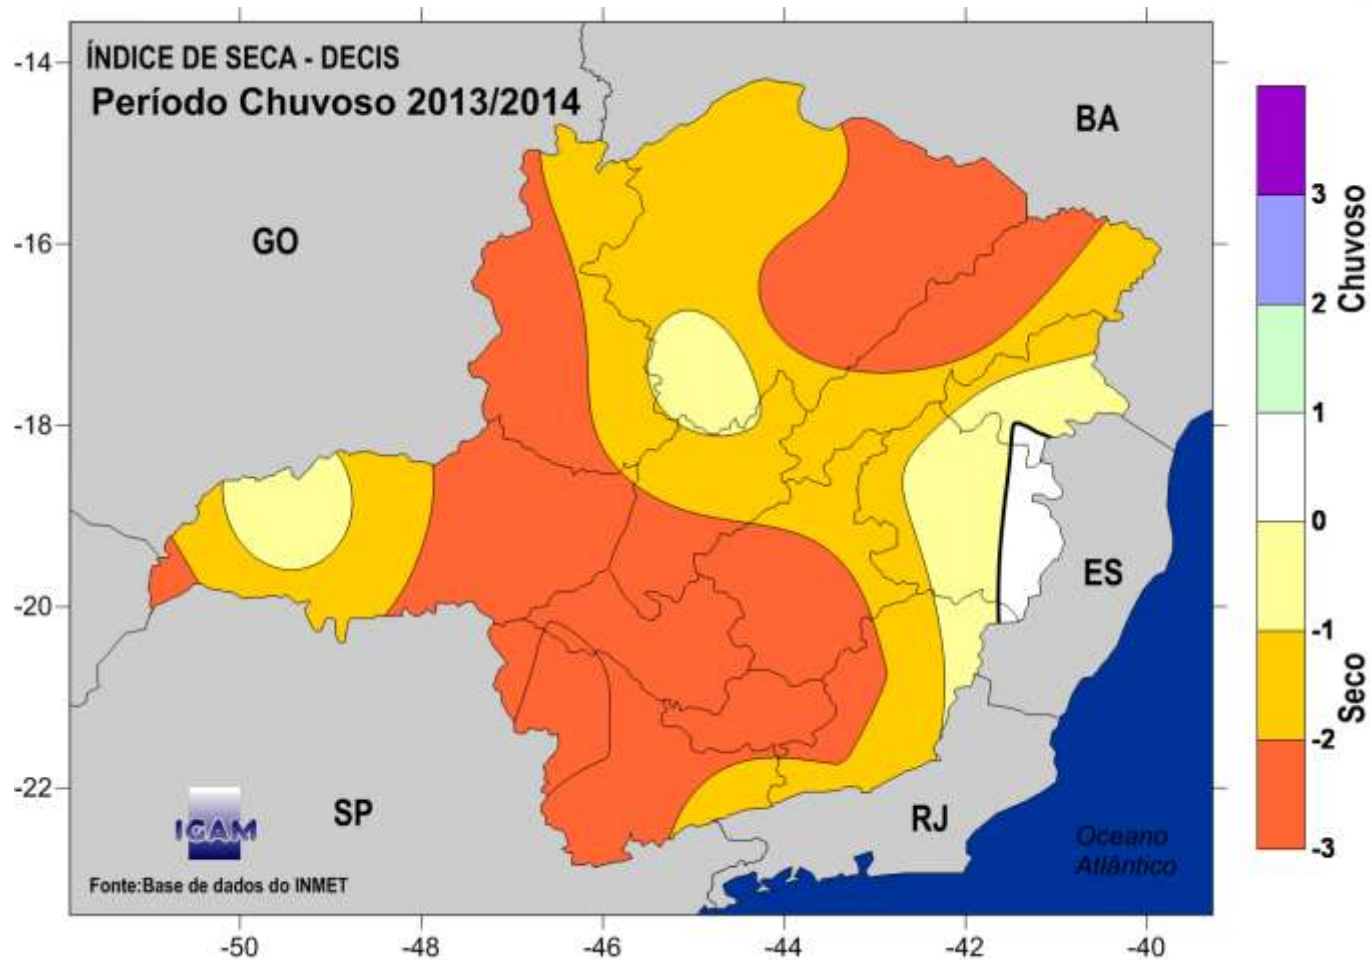 ÍNDICE DE SECA - DECIS
Período Chuvoso 2013/2014
-14
-16
-18
-20
-22
-50
-48
-46
-44
-42
-40
BA
GO
ES
SP
RJ
Oceano
Atlântico
IGAM
Fonte:Base de dados do INMET
3
2
1
0
-1
-2
-3
Chuvoso
Seco